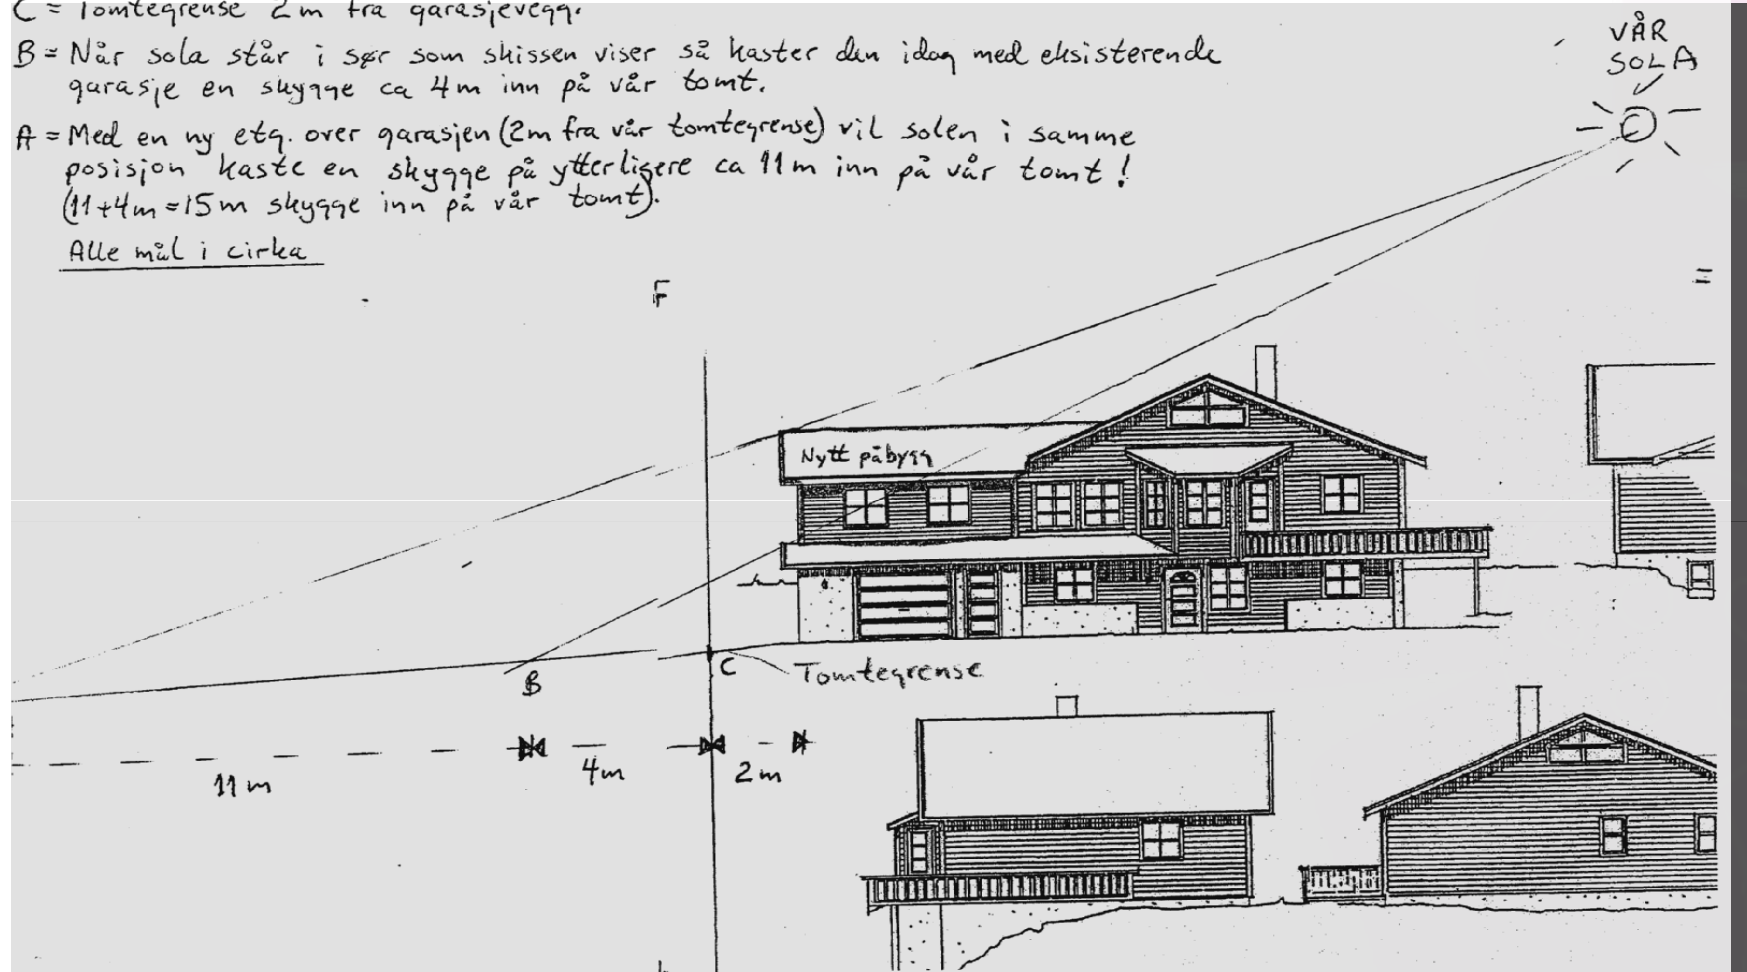 C = Tomtegrense 2m fra garasjevegg.
B = Når sola står i sør som skissen viser så kaster den idag med eksisterende
garasje en skygge ca 4m inn på vår tomt.
A = Med en ny etg. over garasjen (2m fra vår tomtegrense) vil solen i samme
posisjon kaste en skygge på ytterligere ca 11m inn på vår tomt!
(11+4m=15m skygge inn på vår tomt).
Alle mål i cirka
VÅR
SOLA
F
=
Nytt påbygg
B
C
Tomtegrense
11m
4m
2m